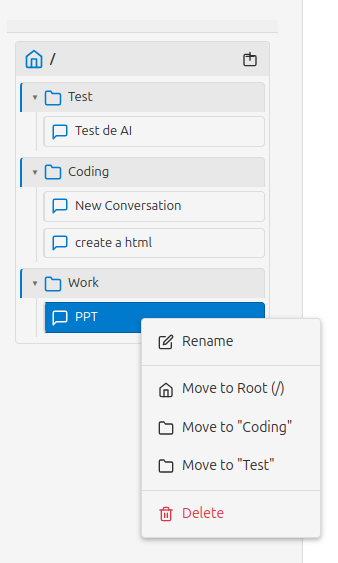 /
Test
Test de AI
Coding
New Conversation
create a html
Work
PPT
Rename
Move to Root (/)
Move to "Coding"
Move to "Test"
Delete